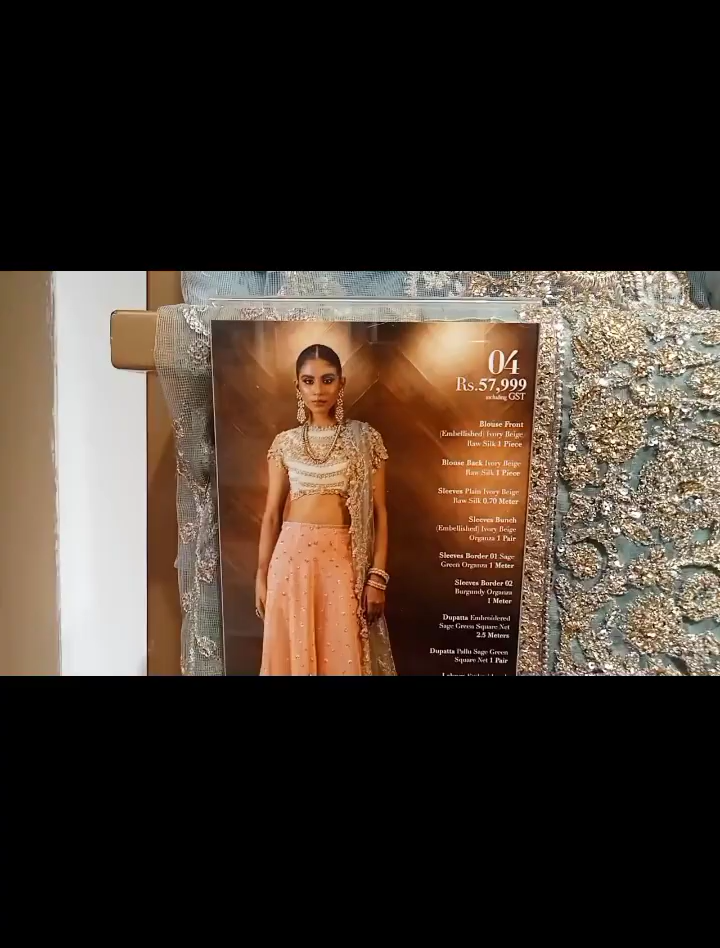 04
Rs.57,999
excluding GST
Blouse Front
(Embellished) Ivory Beige
Raw Silk 1 Piece
Blouse Back Ivory Beige
Raw Silk 1 Piece
Sleeves Plain Ivory Beige
Raw Silk 0.70 Meter
Sleeves Bunch
(Embellished) Ivory Beige
Organza 1 Pair
Sleeves Border 01 Sage
Green Organza 1 Meter
Sleeves Border 02
Burgundy Organza
1 Meter
Dupatta Embroidered
Sage Green Square Net
2.5 Meters
Dupatta Pallu Sage Green
Square Net 1 Pair